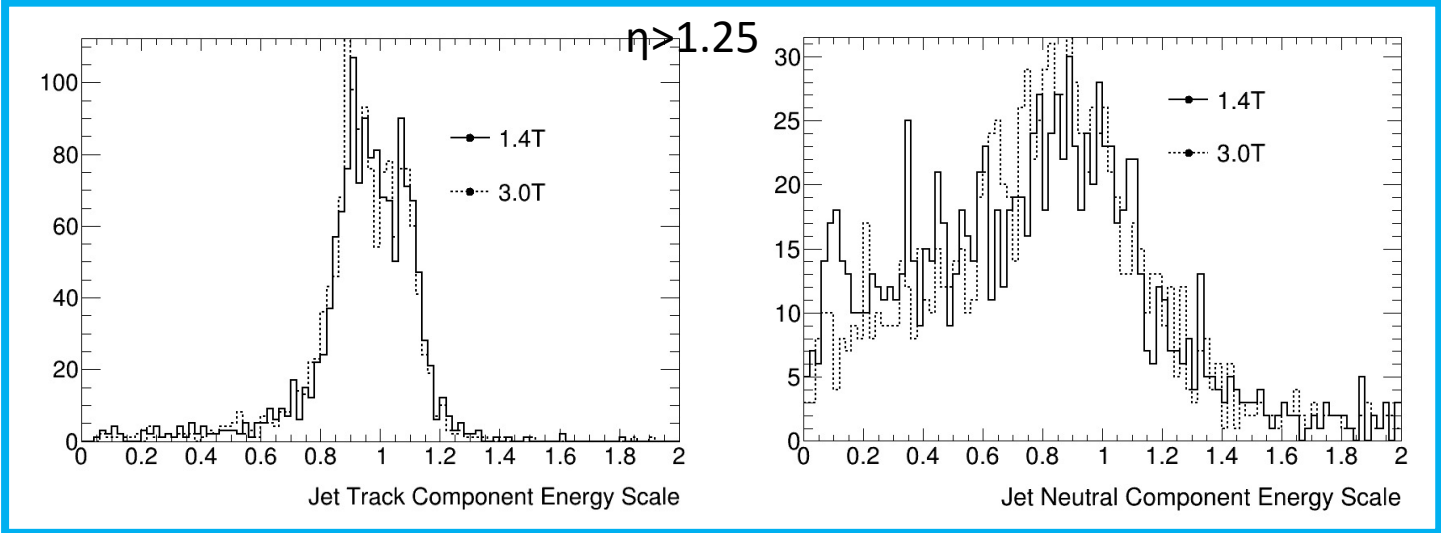 η>1.25
100
80
60
40
20
0
1.4T
3.0T
0 0.2 0.4 0.6 0.8 1 1.2 1.4 1.6 1.8 2
Jet Track Component Energy Scale
30
25
20
15
10
5
0
1.4T
3.0T
0 0.2 0.4 0.6 0.8 1 1.2 1.4 1.6 1.8 2
Jet Neutral Component Energy Scale